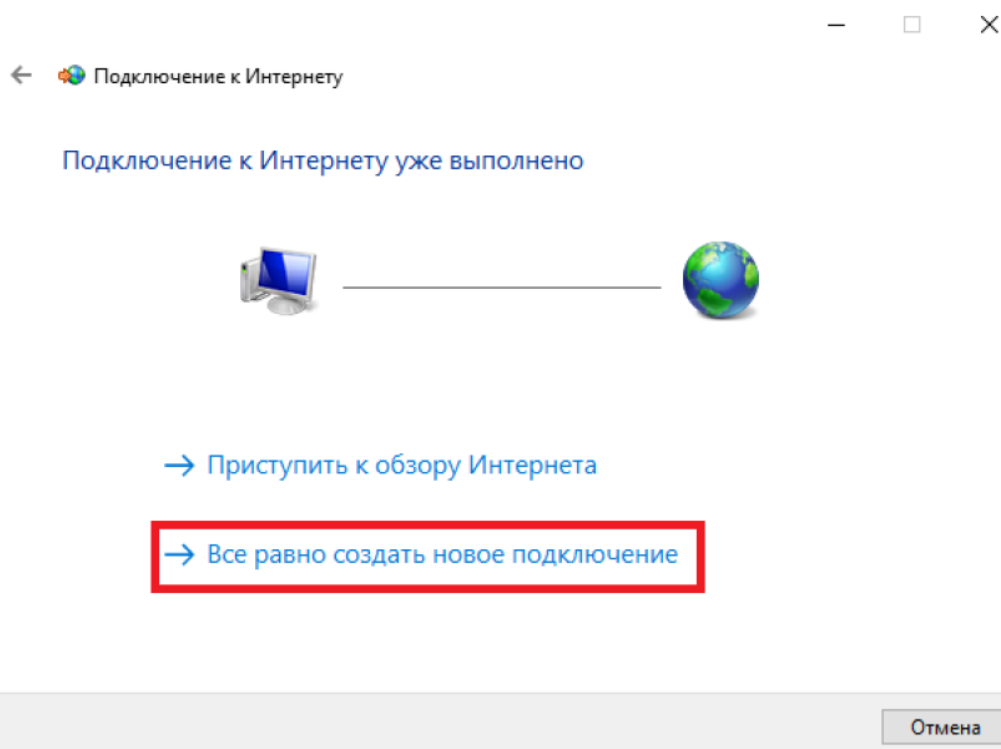 Подключение к Интернету
Подключение к Интернету уже выполнено
Приступить к обзору Интернета
Все равно создать новое подключение
Отмена